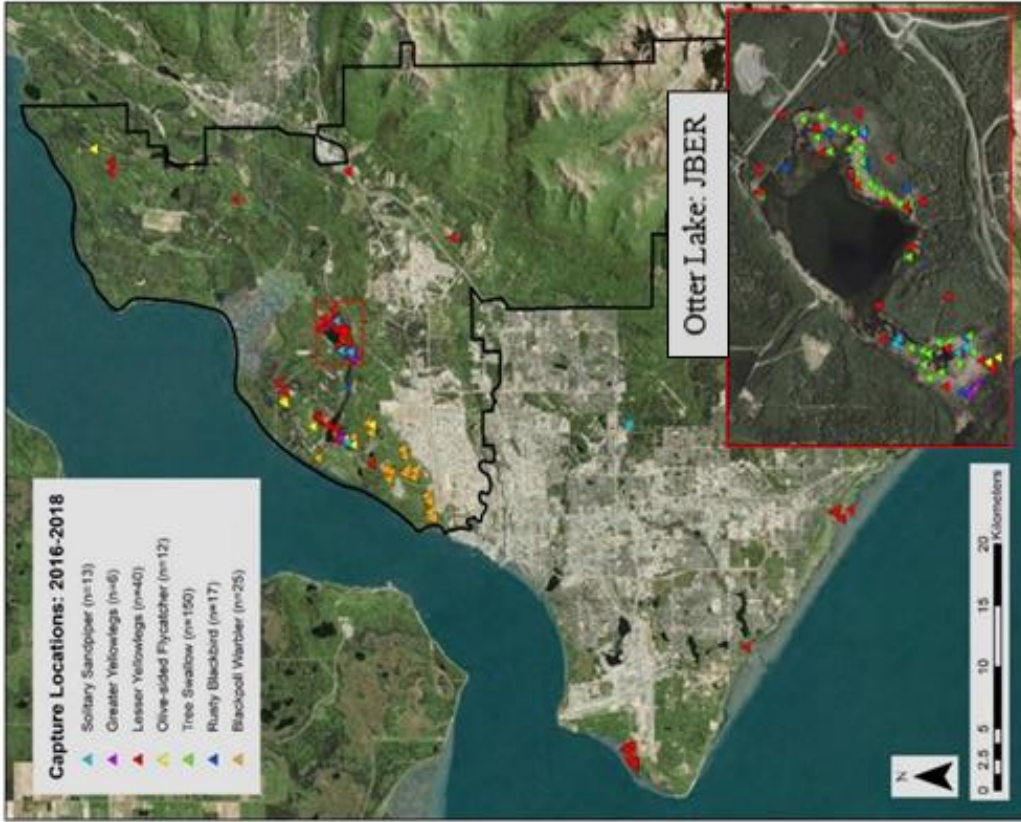 Capture Locations: 2016-2018
Solitary Sandpiper (n=13)
Greater Yellowlegs (n=6)
Lesser Yellowlegs (n=40)
Olive-sided Flycatcher (n=12)
Tree Swallow (n=150)
Rusty Blackbird (n=17)
Blackpoll Warbler (n=25)
Otter Lake: JBER
N
0 2.5 5 10 15 20
Kilometers